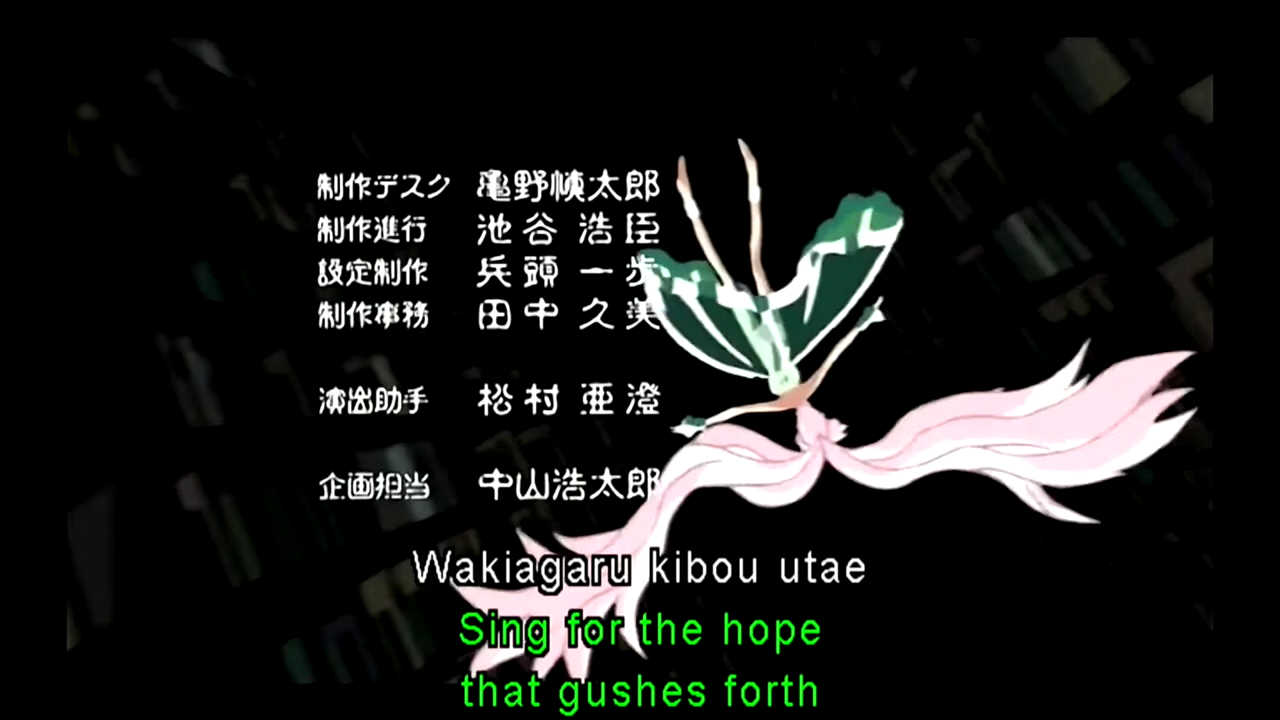 制作デスク 亀野慎太郎
制作進行 池谷浩臣
設定制作 兵頭一歩
制作事務 田中久美
演出助手 松村亜澄
企画担当 中山浩太郎
Wakiagaru kibou utae
Sing for the hope
that gushes forth